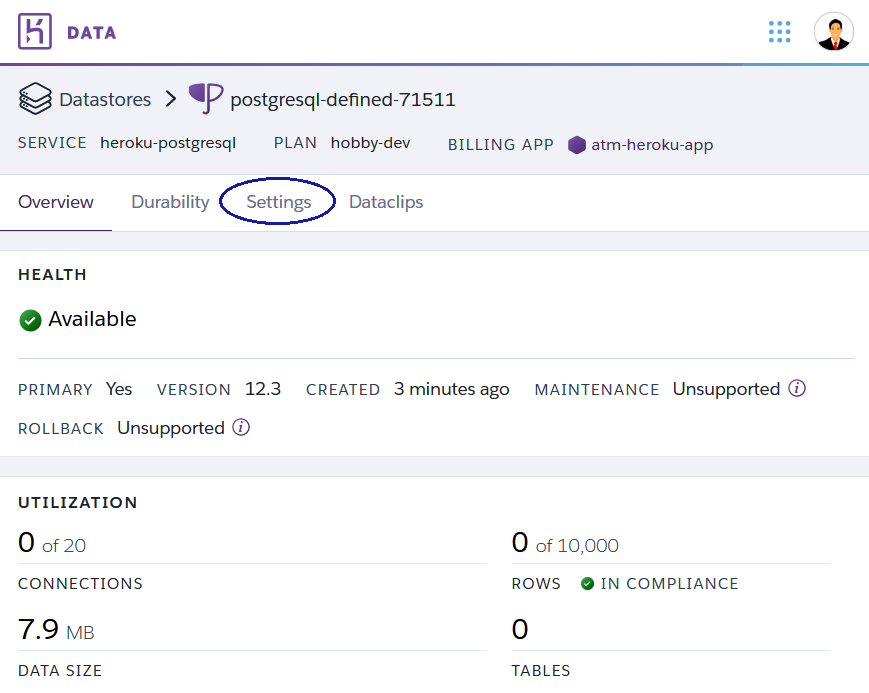 DATA
Datastores > postgresql-defined-71511
SERVICE heroku-postgresql PLAN hobby-dev BILLING APP atm-heroku-app
Overview Durability Settings Dataclips
HEALTH
Available
PRIMARY Yes VERSION 12.3 CREATED 3 minutes ago MAINTENANCE Unsupported i
ROLLBACK Unsupported i
UTILIZATION
0 of 20
0 of 10,000
CONNECTIONS
ROWS IN COMPLIANCE
7.9 MB
0
DATA SIZE
TABLES